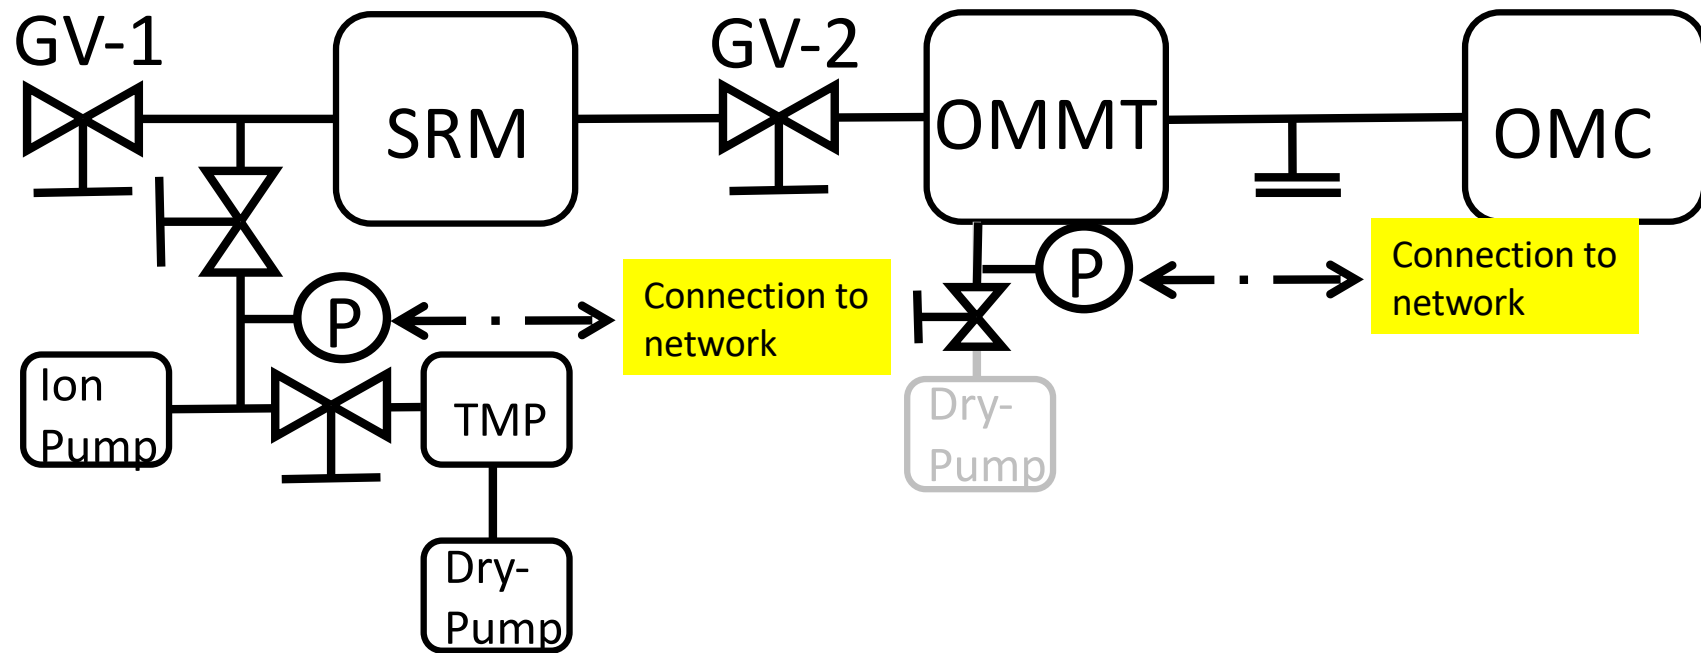 GV-1
SRM
GV-2
OMMT
OMC
P
Connection to
network
P
Connection to
network
Ion
Pump
TMP
Dry-
Pump
Dry-
Pump